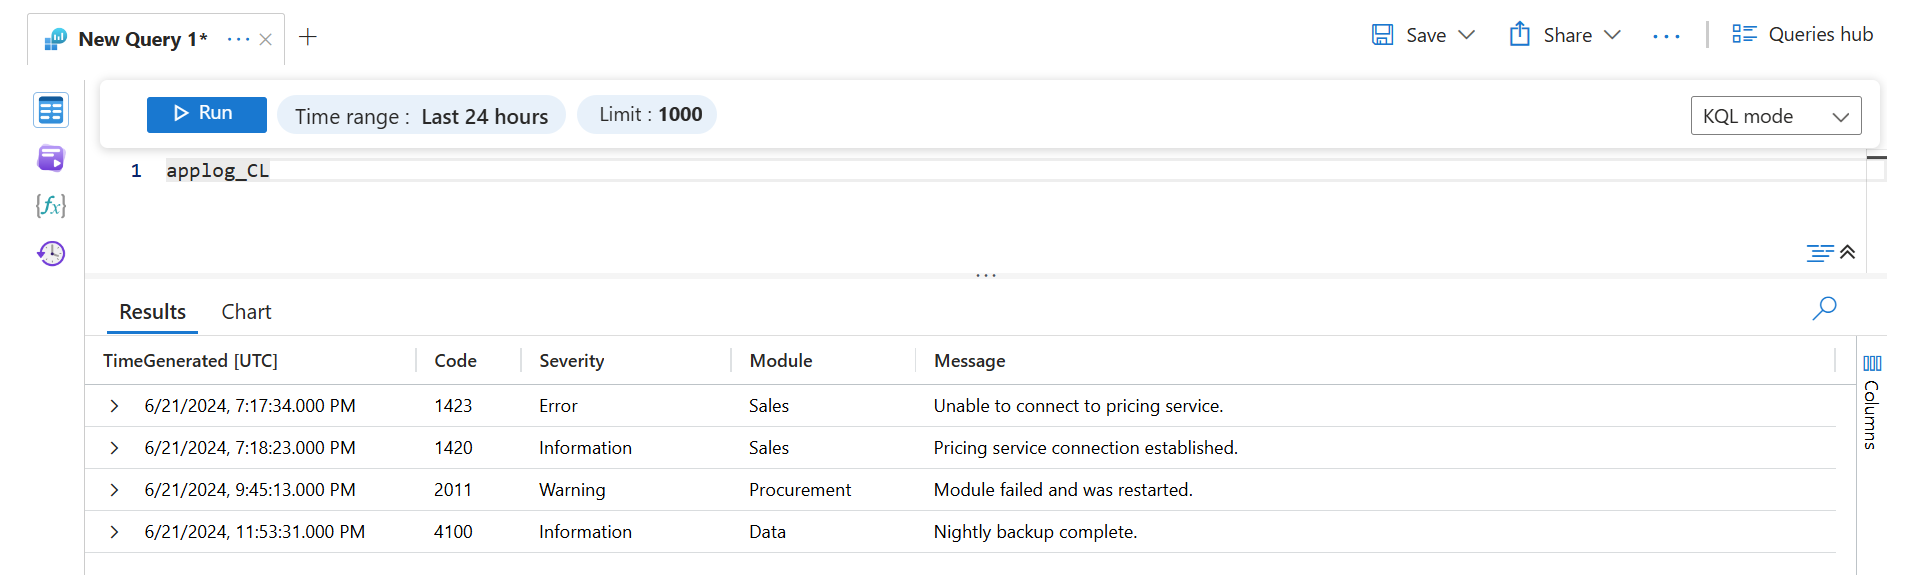 New Query 1* ··· × +
Save Share ··· Queries hub
Run Time range : Last 24 hours Limit : 1000 KQL mode
1 applog_CL
{fx}
...
Results Chart
TimeGenerated [UTC] Code Severity Module Message
6/21/2024, 7:17:34.000 PM 1423 Error Sales Unable to connect to pricing service.
6/21/2024, 7:18:23.000 PM 1420 Information Sales Pricing service connection established.
6/21/2024, 9:45:13.000 PM 2011 Warning Procurement Module failed and was restarted.
6/21/2024, 11:53:31.000 PM 4100 Information Data Nightly backup complete.
Columns